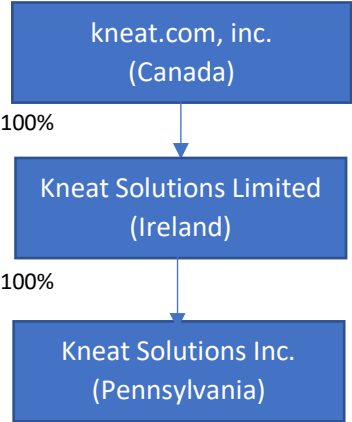 kneat.com, inc.
(Canada)
100%
Kneat Solutions Limited
(Ireland)
100%
Kneat Solutions Inc.
(Pennsylvania)